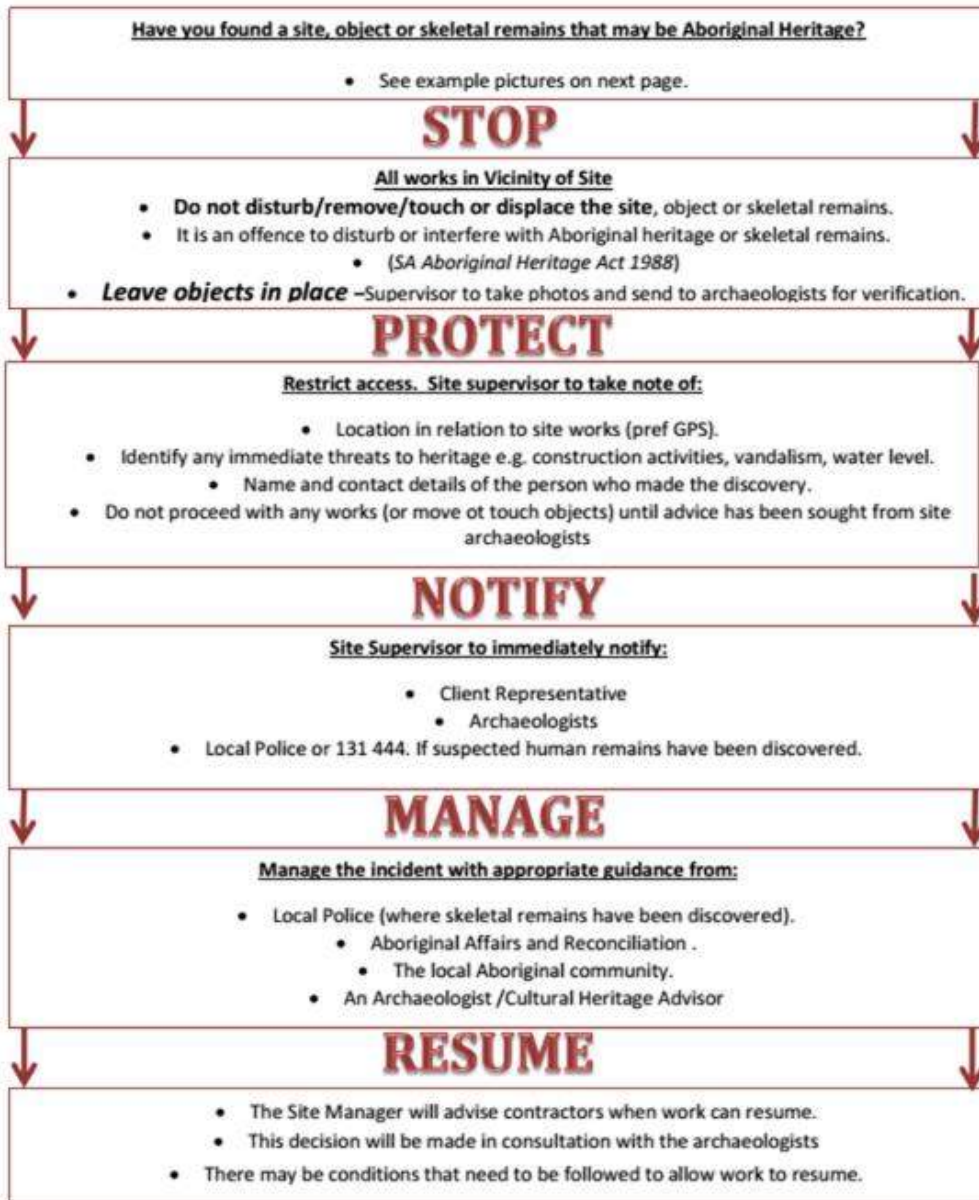 Have you found a site, object or skeletal remains that may be Aboriginal Heritage?
• See example pictures on next page.
STOP
All works in Vicinity of Site
• Do not disturb/remove/touch or displace the site, object or skeletal remains.
• It is an offence to disturb or interfere with Aboriginal heritage or skeletal remains.
• (SA Aboriginal Heritage Act 1988)
• Leave objects in place –Supervisor to take photos and send to archaeologists for verification.
PROTECT
Restrict access. Site supervisor to take note of:
• Location in relation to site works (pref GPS).
• Identify any immediate threats to heritage e.g. construction activities, vandalism, water level.
• Name and contact details of the person who made the discovery.
• Do not proceed with any works (or move ot touch objects) until advice has been sought from site
archaeologists
NOTIFY
Site Supervisor to immediately notify:
• Client Representative
• Archaeologists
• Local Police or 131 444. If suspected human remains have been discovered.
MANAGE
Manage the incident with appropriate guidance from:
• Local Police (where skeletal remains have been discovered).
• Aboriginal Affairs and Reconciliation .
• The local Aboriginal community.
• An Archaeologist /Cultural Heritage Advisor
RESUME
• The Site Manager will advise contractors when work can resume.
• This decision will be made in consultation with the archaeologists
• There may be conditions that need to be followed to allow work to resume.